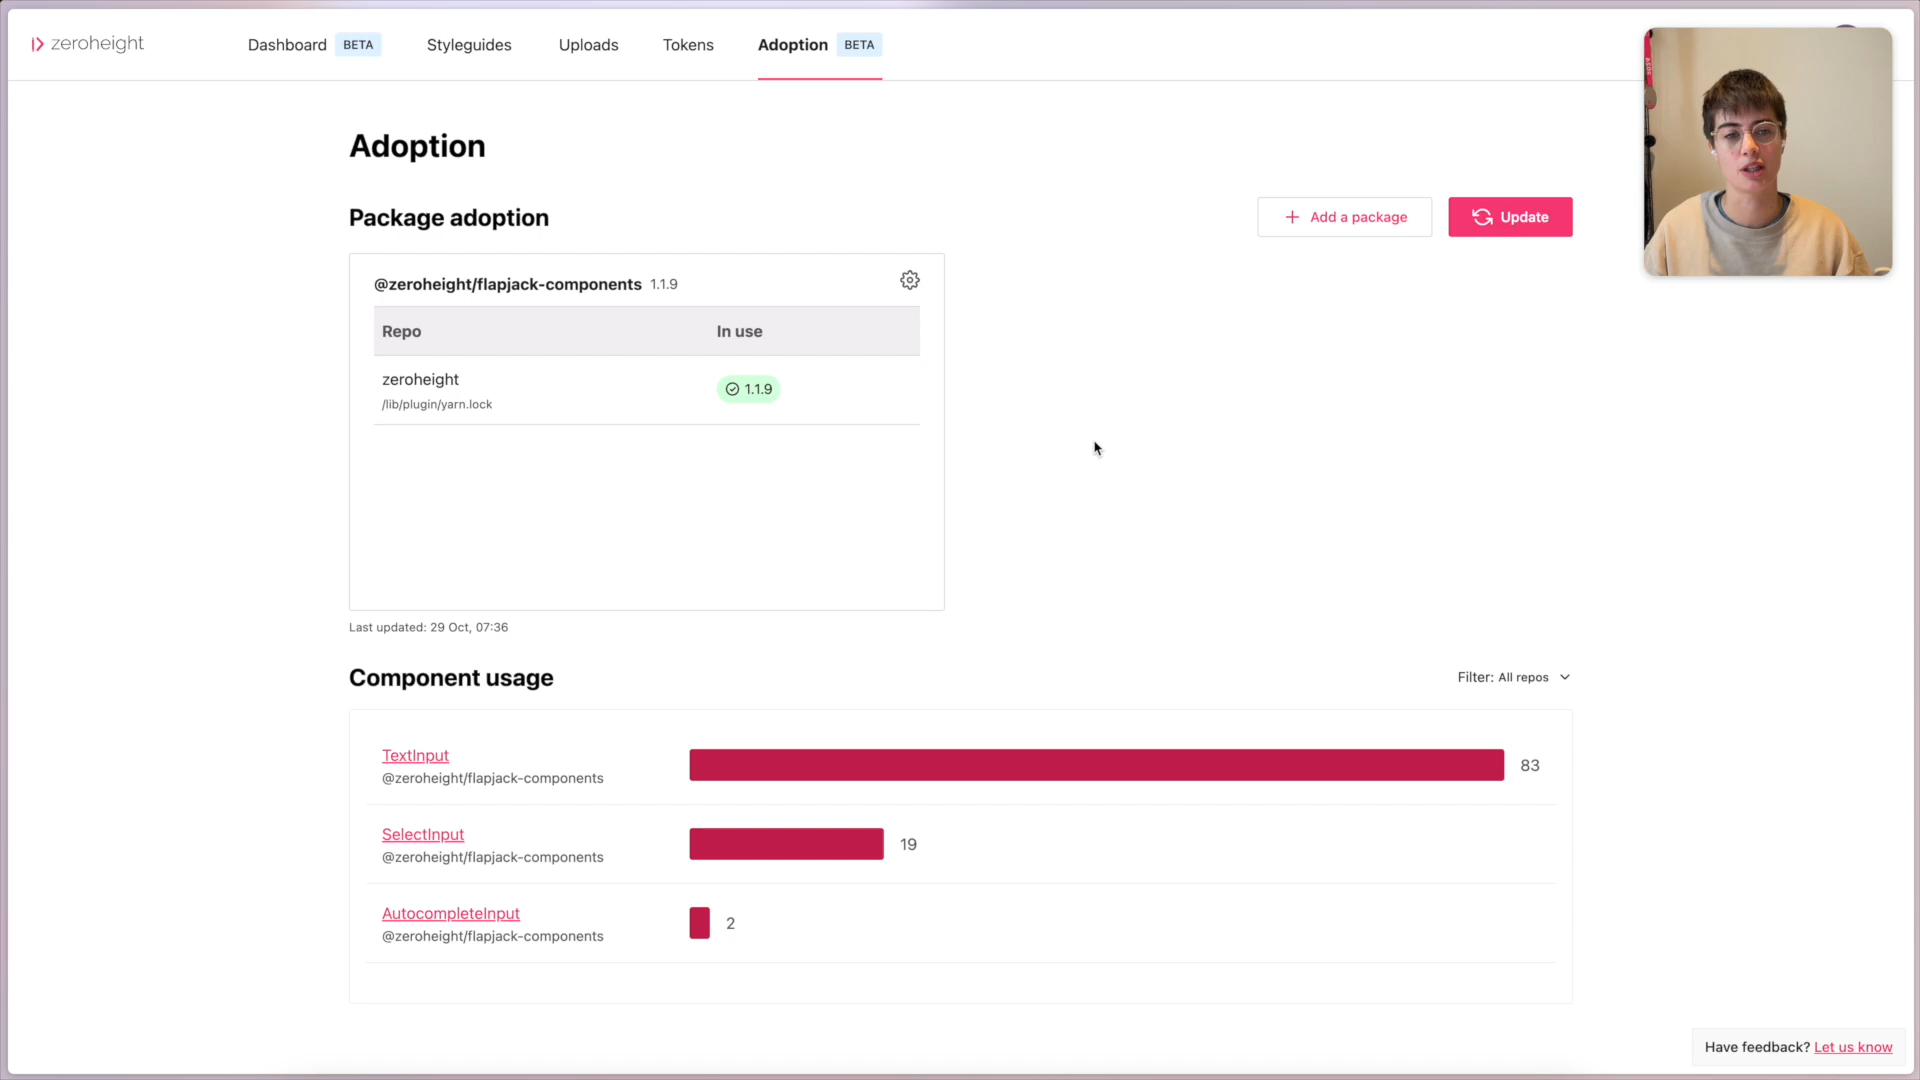 zeroheight
Dashboard BETA Styleguides Uploads Tokens Adoption BETA
Adoption
Package adoption
Add a package
Update
@zeroheight/flapjack-components 1.1.9
Repo In use
zeroheight
/lib/plugin/yarn.lock
1.1.9
Last updated: 29 Oct, 07:36
Component usage
Filter: All repos
TextInput
@zeroheight/flapjack-components
83
SelectInput
@zeroheight/flapjack-components
19
AutocompleteInput
@zeroheight/flapjack-components
2
Have feedback? Let us know